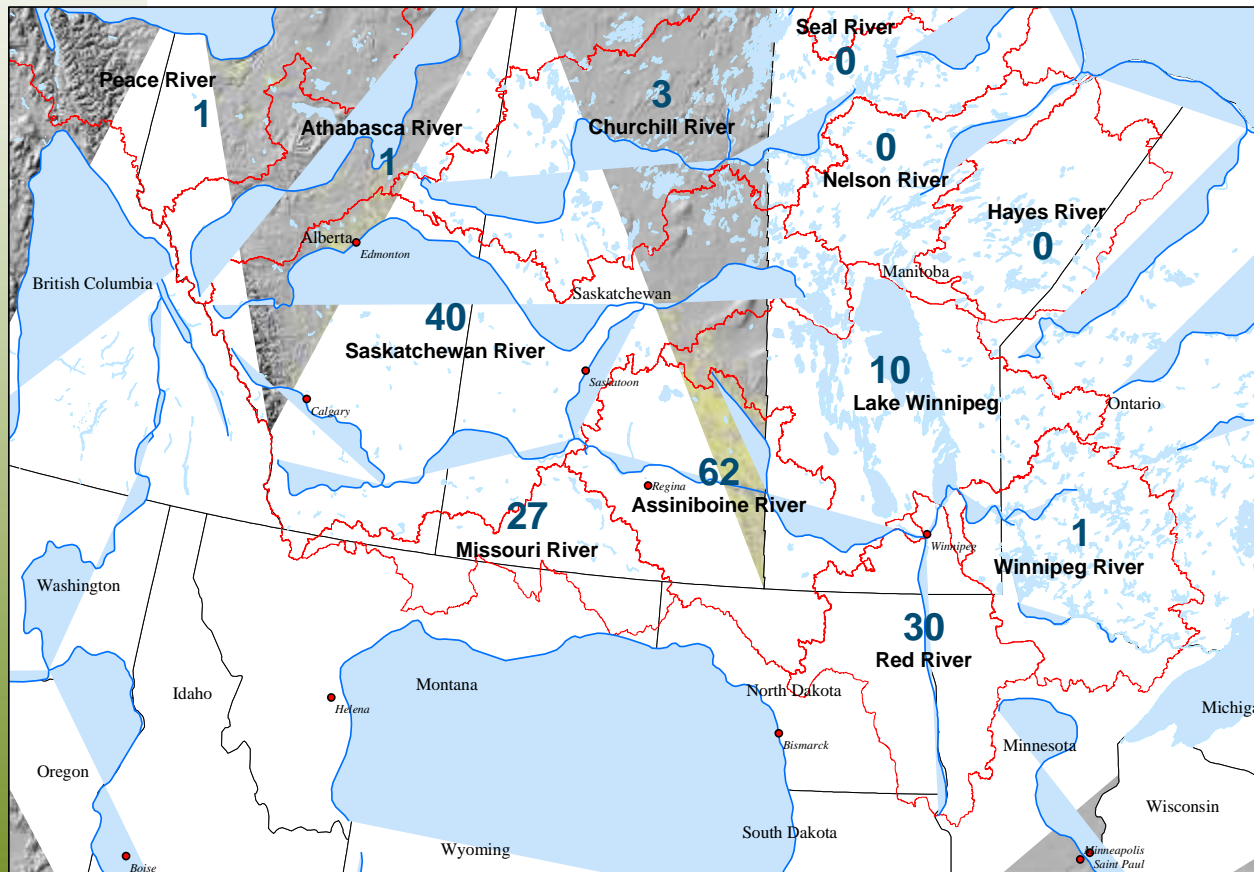 Seal River
0
Peace River
1
3
Churchill River
Athabasca River
1
0
Nelson River
Hayes River
0
Alberta
Edmonton
Manitoba
British Columbia
Saskatchewan
40
Saskatchewan River
Saskatoon
10
Lake Winnipeg
Calgary
Ontario
62
Assiniboine River
Regina
27
Missouri River
Winnipeg
1
Winnipeg River
Washington
30
Red River
Idaho
Montana
North Dakota
Helena
Michiga
Bismarck
Minnesota
Oregon
Wisconsin
South Dakota
Wyoming
Minneapolis
Saint Paul
Boise